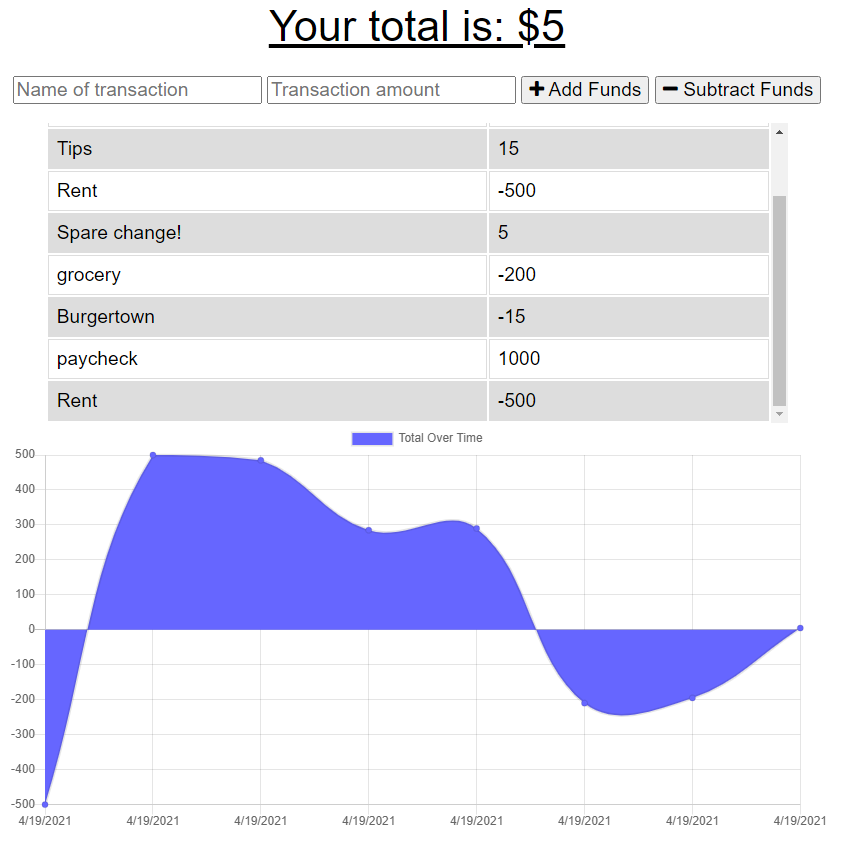 Your total is: $5
Name of transaction Transaction amount Add Funds Subtract Funds
Tips 15
Rent -500
Spare change! 5
grocery -200
Burgertown -15
paycheck 1000
Rent -500
Total Over Time
500
400
300
200
100
0
-100
-200
-300
-400
-500
4/19/2021 4/19/2021 4/19/2021 4/19/2021 4/19/2021 4/19/2021 4/19/2021 4/19/2021